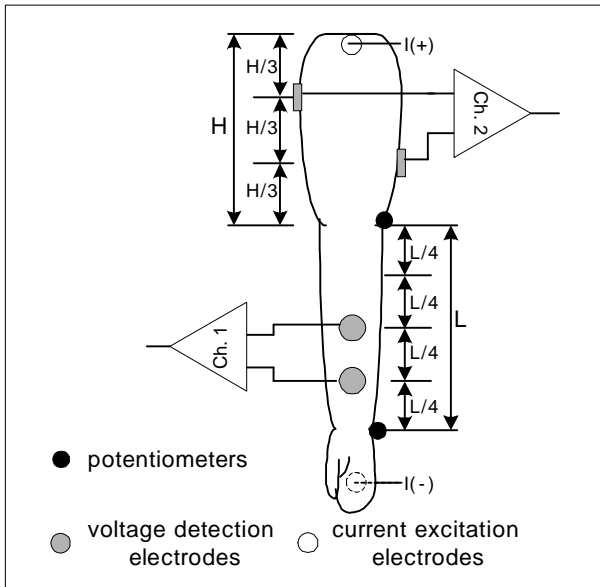 I(+)
H/3
H
H/3
H/3
Ch. 2
L/4
L/4
L
L/4
L/4
Ch. 1
potentiometers
I(-)
voltage detection
electrodes
current excitation
electrodes